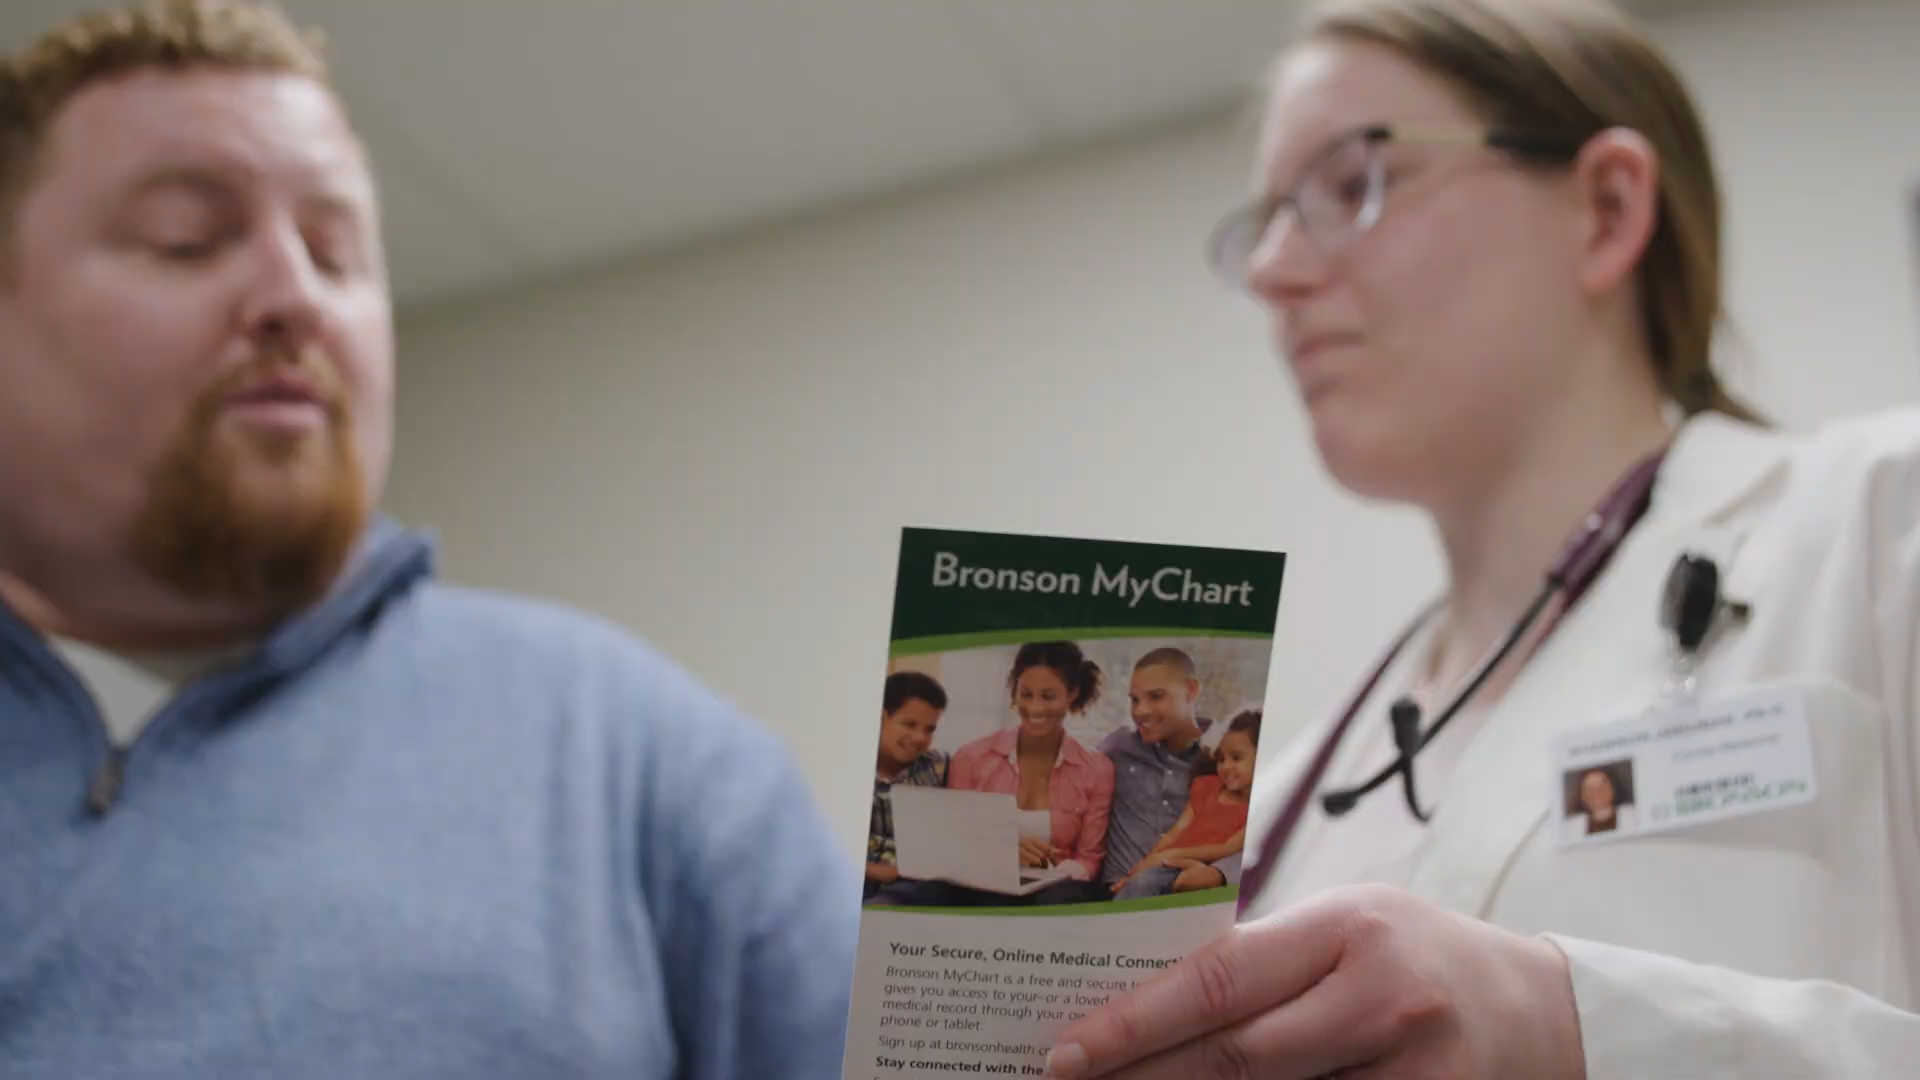 Bronson MyChart
Your Secure, Online Medical Connecti
Bronson MyChart is a free and secure
gives you access to your–or a loved
medical record through your ow
phone or tablet.
Sign up at bronsonhealth.c
Stay connected with the
BRONSON